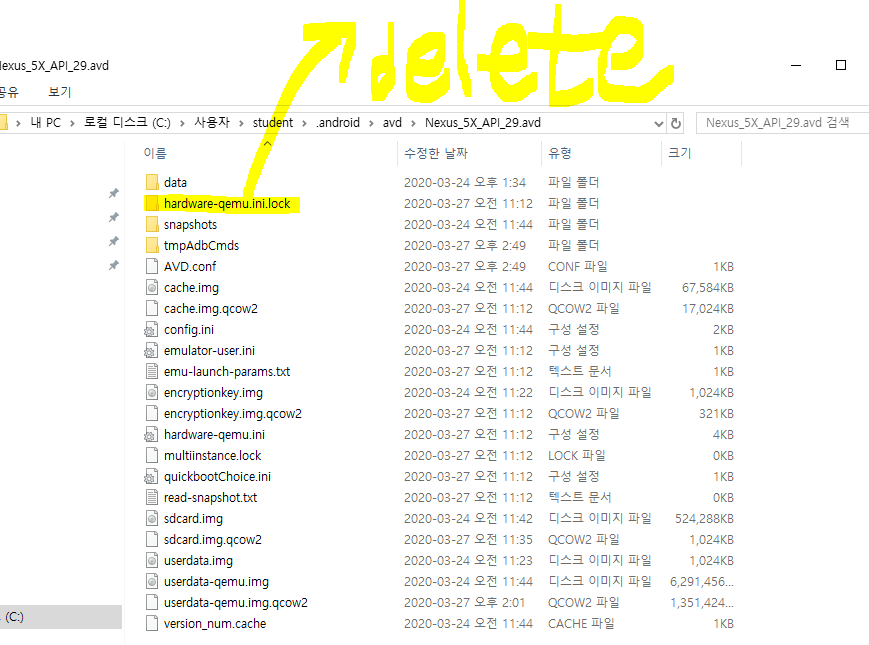 delete
Nexus_5X_API_29.avd
공유 보기
내 PC > 로컬 디스크 (C:) > 사용자 > student > .android > avd > Nexus_5X_API_29.avd Nexus_5X_API_29.avd 검색
이름 수정한 날짜 유형 크기
data 2020-03-24 오후 1:34 파일 폴더
hardware-qemu.ini.lock 2020-03-27 오전 11:12 파일 폴더
snapshots 2020-03-24 오전 11:44 파일 폴더
tmpAdbCmds 2020-03-27 오후 2:49 파일 폴더
AVD.conf 2020-03-27 오후 2:49 CONF 파일 1KB
cache.img 2020-03-24 오전 11:44 디스크 이미지 파일 67,584KB
cache.img.qcow2 2020-03-27 오전 11:12 QCOW2 파일 17,024KB
config.ini 2020-03-24 오전 11:44 구성 설정 2KB
emulator-user.ini 2020-03-27 오전 11:12 구성 설정 1KB
emu-launch-params.txt 2020-03-27 오전 11:12 텍스트 문서 1KB
encryptionkey.img 2020-03-24 오전 11:22 디스크 이미지 파일 1,024KB
encryptionkey.img.qcow2 2020-03-27 오전 11:12 QCOW2 파일 321KB
hardware-qemu.ini 2020-03-27 오전 11:12 구성 설정 4KB
multiinstance.lock 2020-03-27 오전 11:12 LOCK 파일 0KB
quickbootChoice.ini 2020-03-27 오전 11:12 구성 설정 1KB
read-snapshot.txt 2020-03-27 오전 11:12 텍스트 문서 0KB
sdcard.img 2020-03-24 오전 11:42 디스크 이미지 파일 524,288KB
sdcard.img.qcow2 2020-03-27 오전 11:35 QCOW2 파일 1,024KB
userdata.img 2020-03-24 오전 11:23 디스크 이미지 파일 1,024KB
userdata-qemu.img 2020-03-24 오전 11:44 디스크 이미지 파일 6,291,456...
userdata-qemu.img.qcow2 2020-03-27 오후 2:01 QCOW2 파일 1,351,424...
(C:)
version_num.cache 2020-03-24 오전 11:44 CACHE 파일 1KB